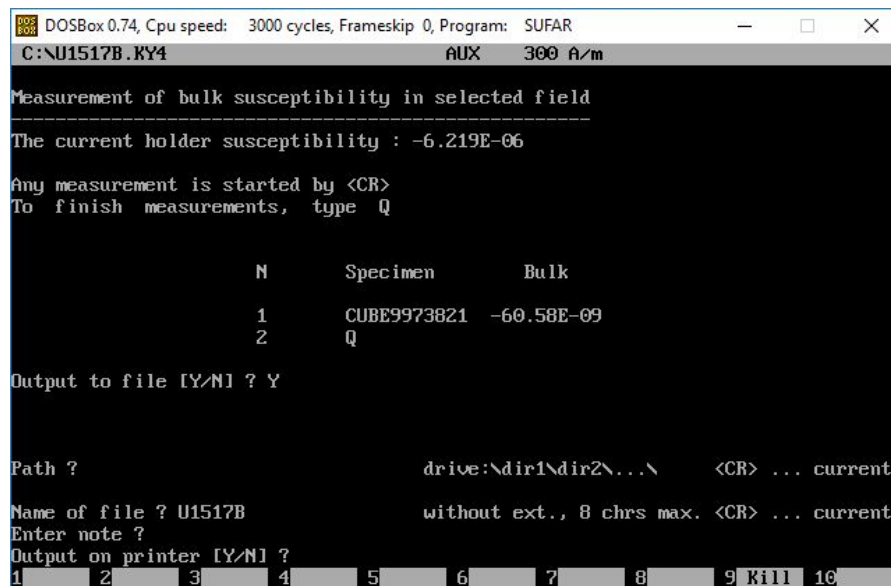 DOSBox 0.74, Cpu speed: 3000 cycles, Frameskip 0, Program: SUFAR
C:\U1517B.KY4 AUX 300 A/m
Measurement of bulk susceptibility in selected field
----------------------------------------------------
The current holder susceptibility : -6.219E-06
Any measurement is started by <CR>
To finish measurements, type Q
N Specimen Bulk
1 CUBE9973821 -60.58E-09
2 Q
Output to file [Y/N] ? Y
Path ? drive:\dir1\dir2\...\ <CR> ... current
Name of file ? U1517B without ext., 8 chrs max. <CR> ... current
Enter note ?
Output on printer [Y/N] ?
1 2 3 4 5 6 7 8 9 Kill 10